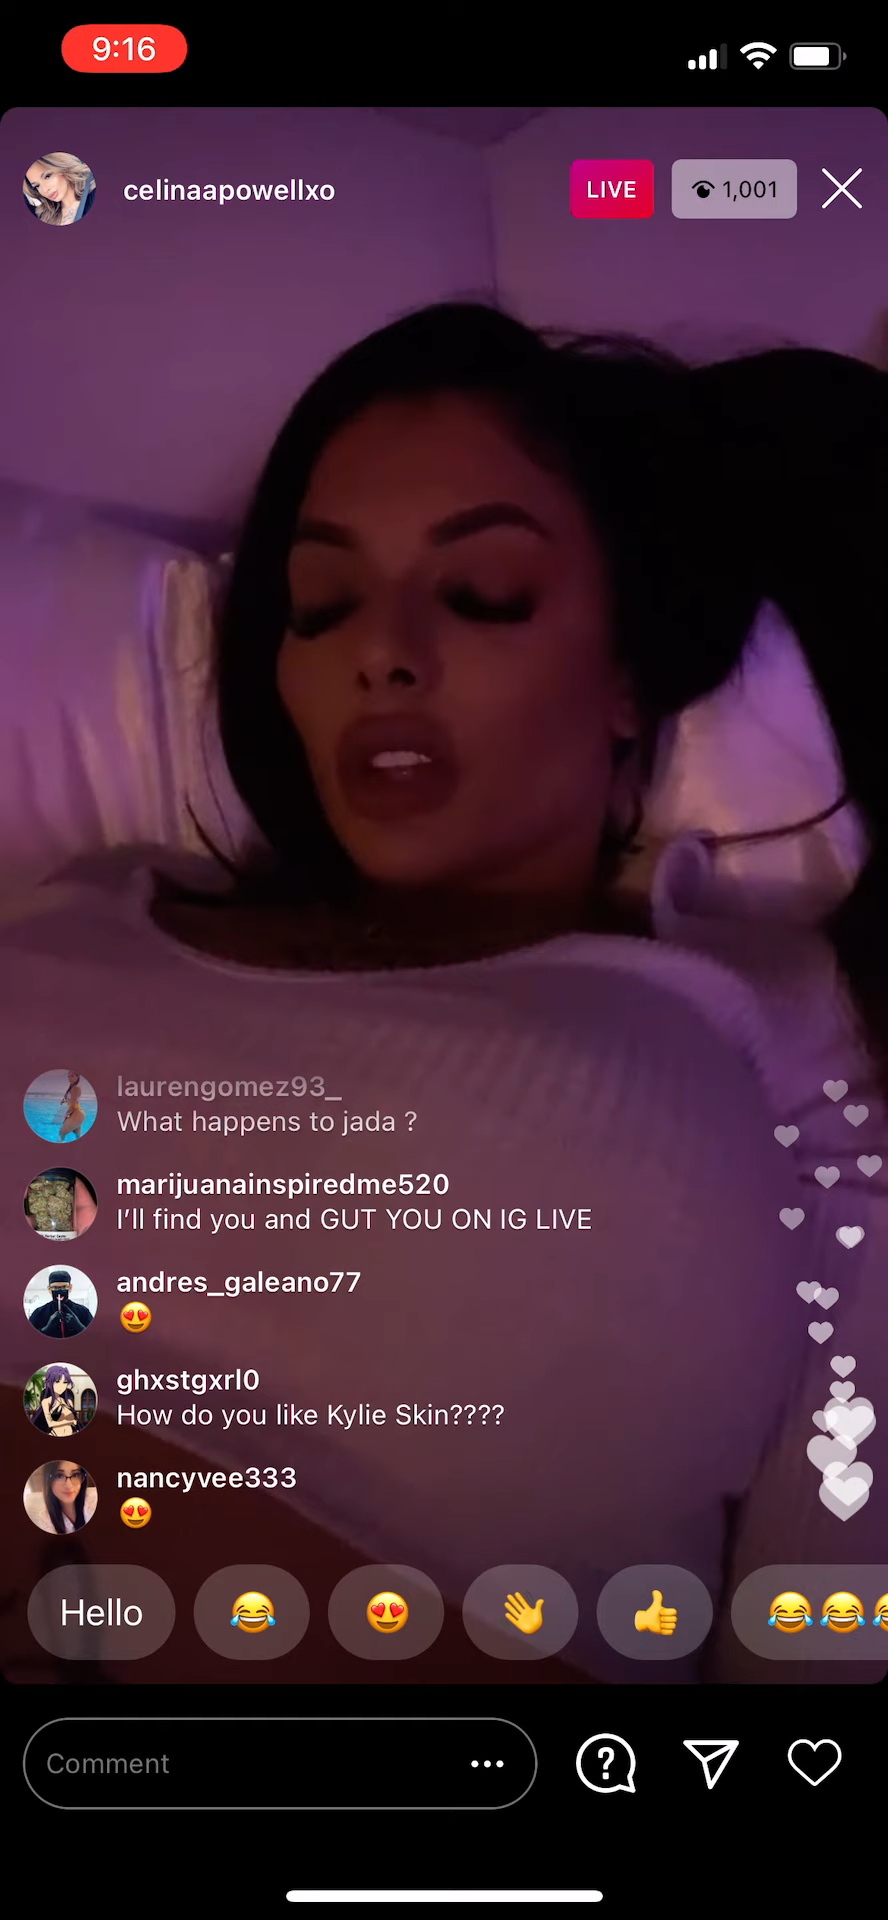 9:16
celinaapowellxo
LIVE
1,001
laurengomez93_
What happens to jada ?
marijuanainspiredme520
I’ll find you and GUT YOU ON IG LIVE
andres_galeano77
😍
ghxstgxrl0
How do you like Kylie Skin????
nancyvee333
😍
Hello 😂 😍 👋 👍 😂😂😂
Comment